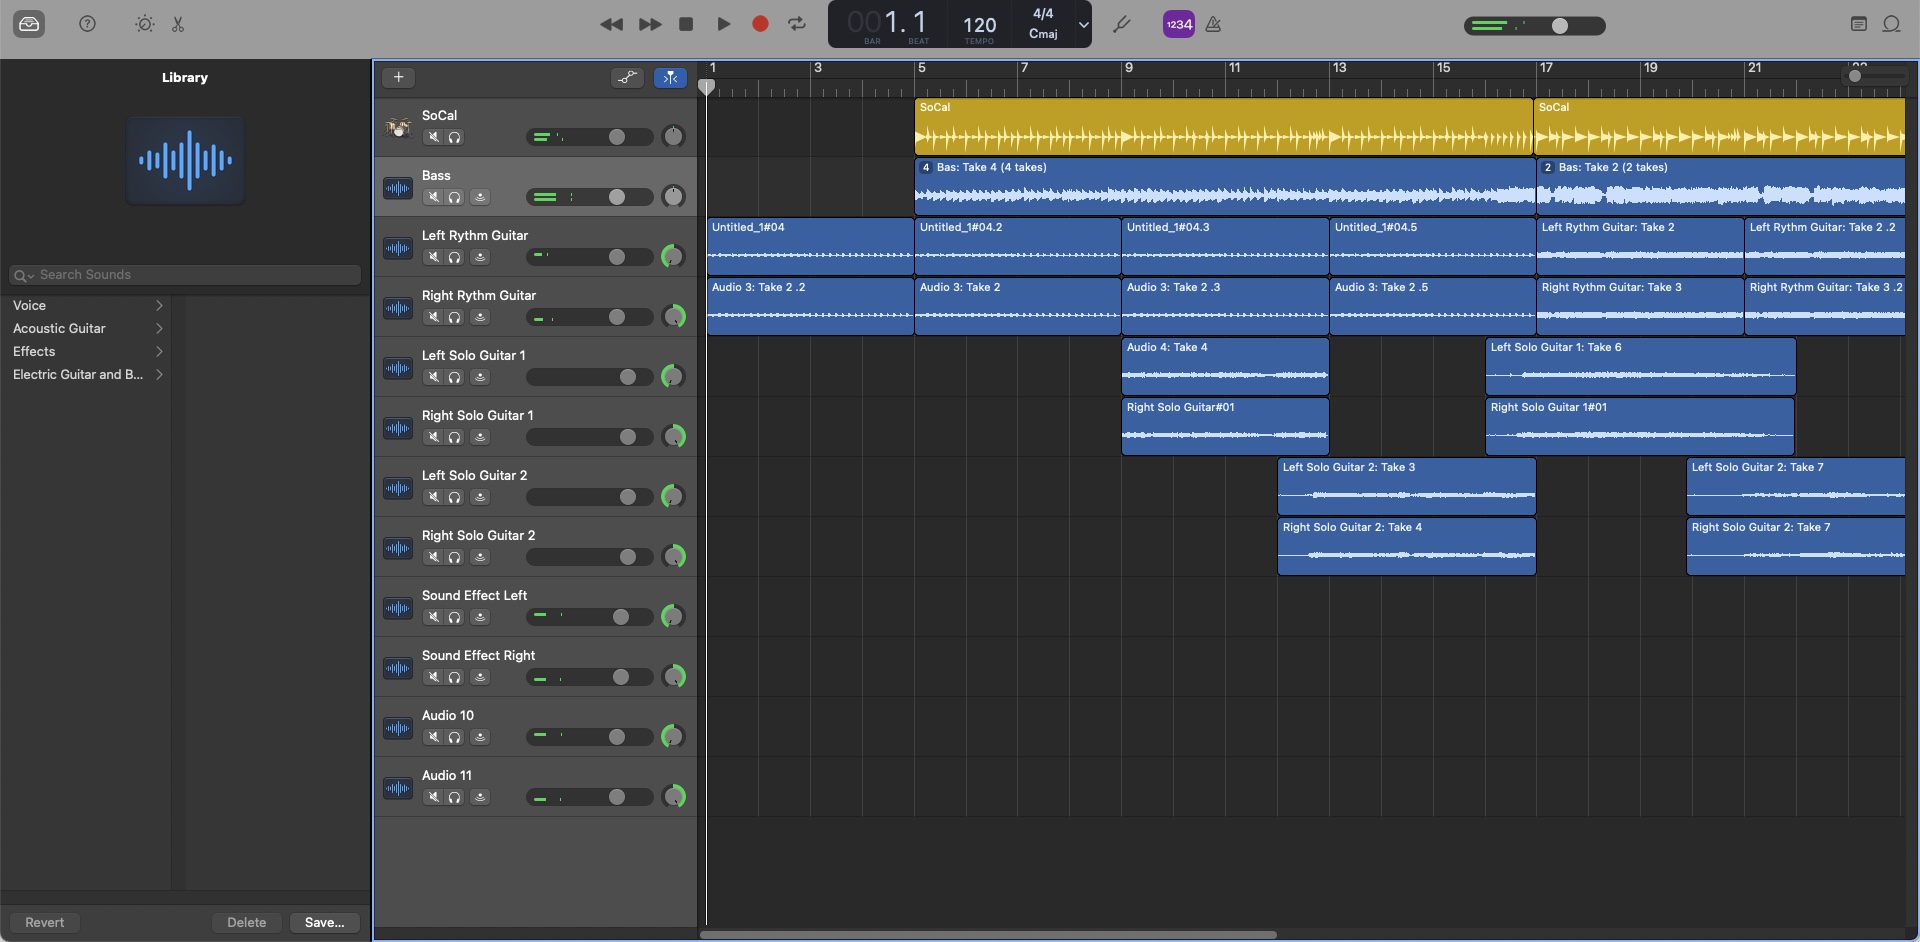 001. 1
BAR BEAT
120
TEMPO
4/4
Cmaj
1234
Library
Search Sounds
Voice
Acoustic Guitar
Effects
Electric Guitar and B...
Revert
Delete
Save...
1 3 5 7 9 11 13 15 17 19 21
SoCal
SoCal
SoCal
Bass
4 Bas: Take 4 (4 takes)
2 Bas: Take 2 (2 takes)
Left Rythm Guitar
Untitled_1#04
Untitled_1#04.2
Untitled_1#04.3
Untitled_1#04.5
Left Rythm Guitar: Take 2
Left Rythm Guitar: Take 2 .2
Right Rythm Guitar
Audio 3: Take 2 .2
Audio 3: Take 2
Audio 3: Take 2 .3
Audio 3: Take 2 .5
Right Rythm Guitar: Take 3
Right Rythm Guitar: Take 3 .2
Left Solo Guitar 1
Audio 4: Take 4
Left Solo Guitar 1: Take 6
Right Solo Guitar 1
Right Solo Guitar#01
Right Solo Guitar 1#01
Left Solo Guitar 2
Left Solo Guitar 2: Take 3
Left Solo Guitar 2: Take 7
Right Solo Guitar 2
Right Solo Guitar 2: Take 4
Right Solo Guitar 2: Take 7
Sound Effect Left
Sound Effect Right
Audio 10
Audio 11